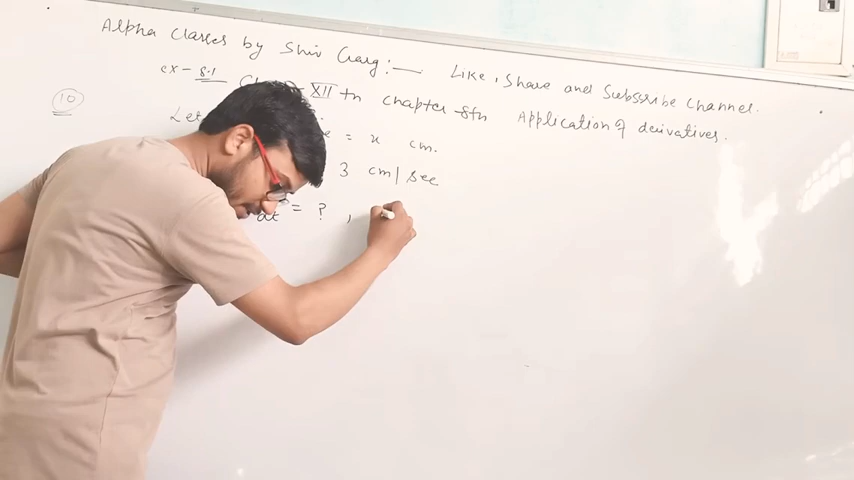 Alpha Classes by Shiv Garg:— Like, Share and Subscribe Channel.
ex- 8.1 XII th chapter 8th Application of derivatives.
(10) Let = x cm.
3 cm/sec
dt = ? ,